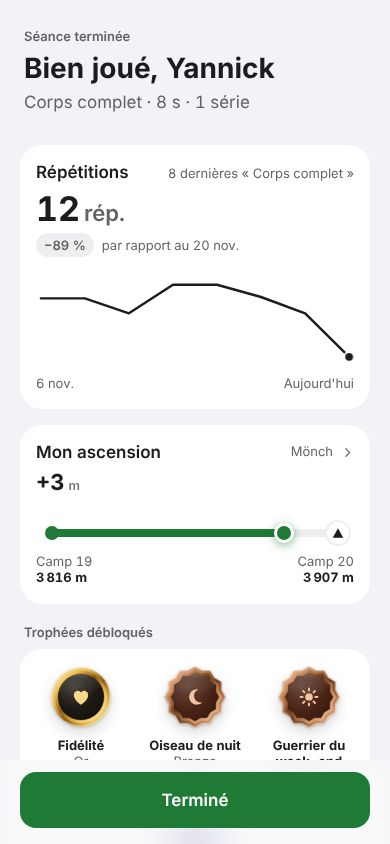 Séance terminée
Bien joué, Yannick
Corps complet · 8 s · 1 série
Répétitions
8 dernières « Corps complet »
12 rép.
−89 % par rapport au 20 nov.
6 nov.
Aujourd'hui
Mon ascension
Mönch
+3 m
Camp 19
Camp 20
3 816 m
3 907 m
Trophées débloqués
Fidélité
Oiseau de nuit
Guerrier du
Terminé